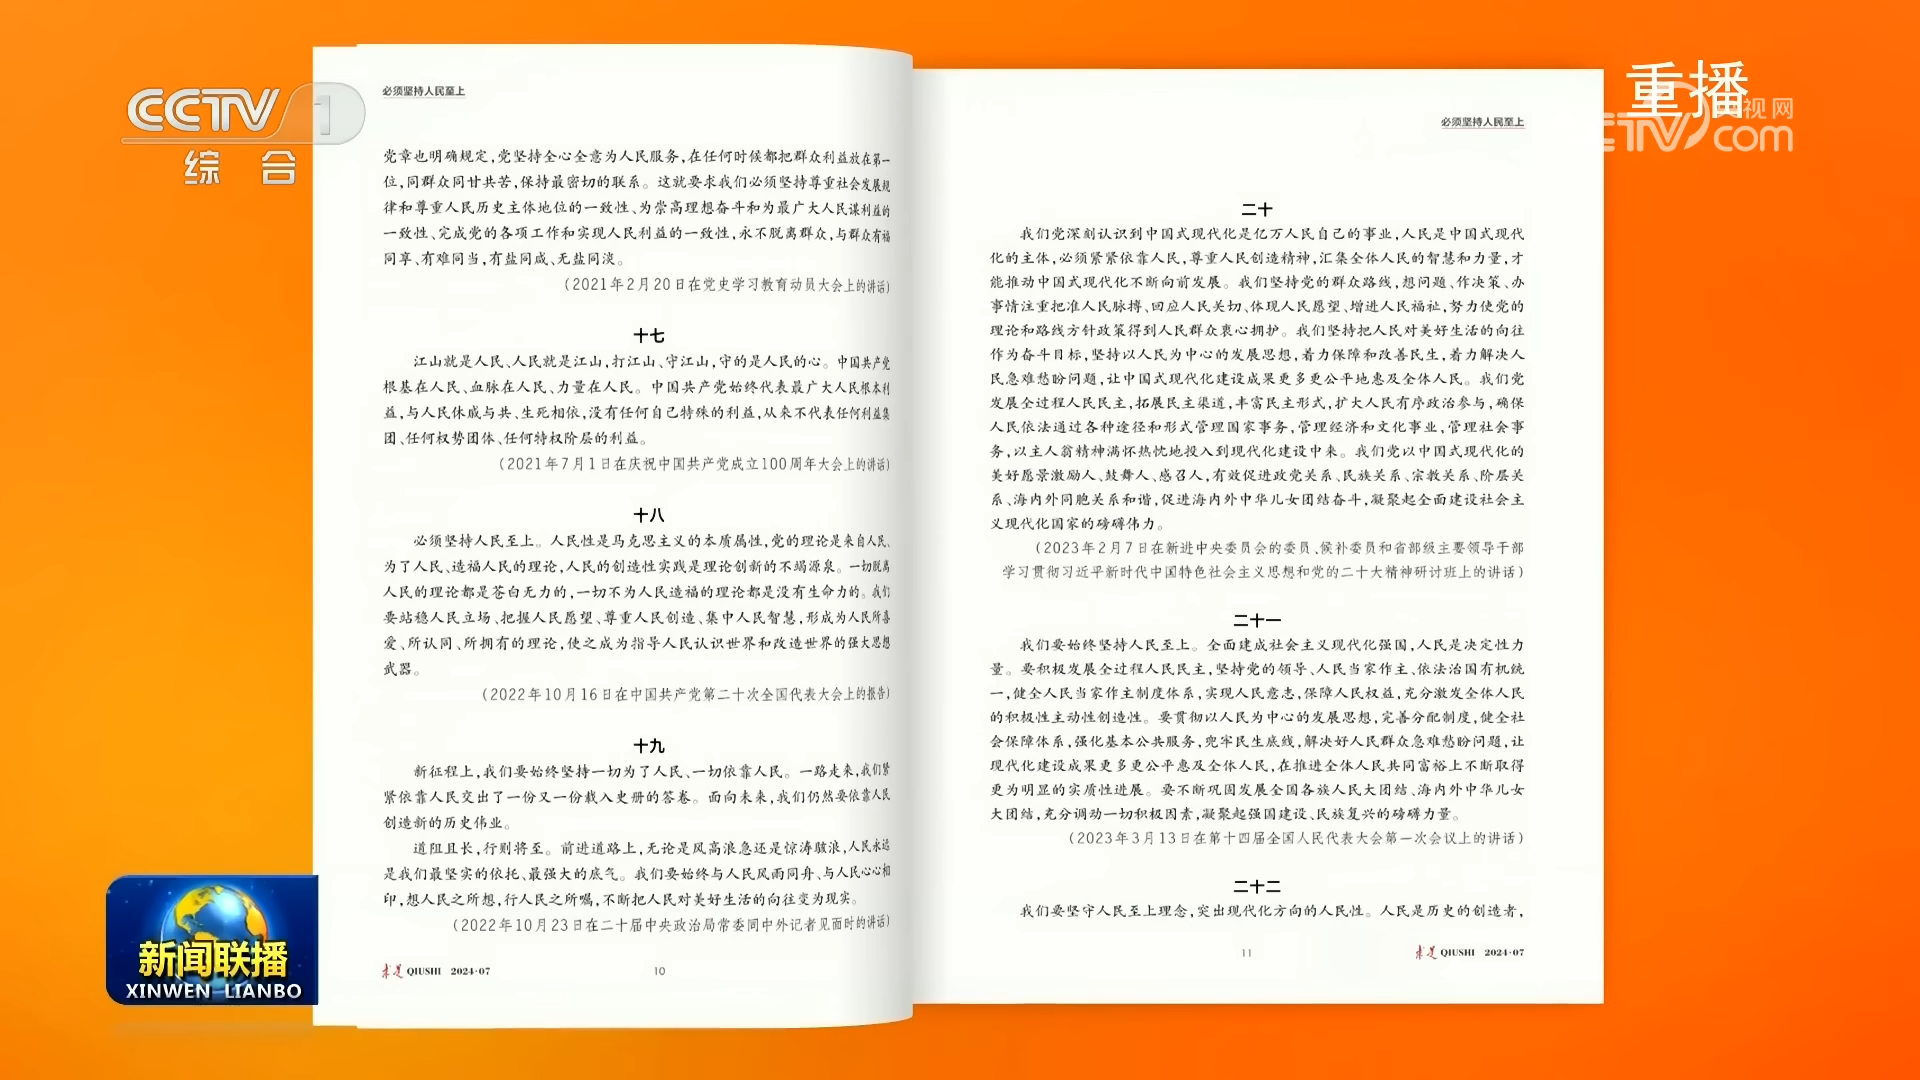 CCTV 1
综 合
重播
央视网
CCTV com
必须坚持人民至上
党章也明确规定,党坚持全心全意为人民服务,在任何时候都把群众利益放在第一
位,同群众同甘共苦,保持最密切的联系。这就要求我们必须坚持尊重社会发展规
律和尊重人民历史主体地位的一致性、为崇高理想奋斗和为最广大人民谋利益的
一致性、完成党的各项工作和实现人民利益的一致性,永不脱离群众,与群众有福
同享、有难同当,有盐同咸、无盐同淡。
(2021年2月20日在党史学习教育动员大会上的讲话)
十七
江山就是人民、人民就是江山,打江山、守江山,守的是人民的心。中国共产党
根基在人民、血脉在人民、力量在人民。中国共产党始终代表最广大人民根本利
益,与人民休戚与共、生死相依,没有任何自己特殊的利益,从来不代表任何利益集
团、任何权势团体、任何特权阶层的利益。
(2021年7月1日在庆祝中国共产党成立100周年大会上的讲话)
十八
必须坚持人民至上。人民性是马克思主义的本质属性,党的理论是来自人民、
为了人民、造福人民的理论,人民的创造性实践是理论创新的不竭源泉。一切脱离
人民的理论都是苍白无力的,一切不为人民造福的理论都是没有生命力的。我们
要站稳人民立场、把握人民愿望、尊重人民创造、集中人民智慧,形成为人民所喜
爱、所认同、所拥有的理论,使之成为指导人民认识世界和改造世界的强大思想
武器。
(2022年10月16日在中国共产党第二十次全国代表大会上的报告)
十九
新征程上,我们要始终坚持一切为了人民、一切依靠人民。一路走来,我们紧
紧依靠人民交出了一份又一份载入史册的答卷。面向未来,我们仍然要依靠人民
创造新的历史伟业。
道阻且长,行则将至。前进道路上,无论是风高浪急还是惊涛骇浪,人民永远
是我们最坚实的依托、最强大的底气。我们要始终与人民风雨同舟、与人民心心相
印,想人民之所想,行人民之所嘱,不断把人民对美好生活的向往变为现实。
(2022年10月23日在二十届中央政治局常委同中外记者见面时的讲话)
求是 QIUSHI 2024·07
10
必须坚持人民至上
二十
我们党深刻认识到中国式现代化是亿万人民自己的事业,人民是中国式现代
化的主体,必须紧紧依靠人民,尊重人民创造精神,汇集全体人民的智慧和力量,才
能推动中国式现代化不断向前发展。我们坚持党的群众路线,想问题、作决策、办
事情注重把准人民脉搏、回应人民关切、体现人民愿望、增进人民福祉,努力使党的
理论和路线方针政策得到人民群众衷心拥护。我们坚持把人民对美好生活的向往
作为奋斗目标,坚持以人民为中心的发展思想,着力保障和改善民生,着力解决人
民急难愁盼问题,让中国式现代化建设成果更多更公平地惠及全体人民。我们党
发展全过程人民民主,拓展民主渠道,丰富民主形式,扩大人民有序政治参与,确保
人民依法通过各种途径和形式管理国家事务,管理经济和文化事业,管理社会事
务,以主人翁精神满怀热忱地投入到现代化建设中来。我们党以中国式现代化的
美好愿景激励人、鼓舞人、感召人,有效促进政党关系、民族关系、宗教关系、阶层关
系、海内外同胞关系和谐,促进海内外中华儿女团结奋斗,凝聚起全面建设社会主
义现代化国家的磅礴伟力。
(2023年2月7日在新进中央委员会的委员、候补委员和省部级主要领导干部
学习贯彻习近平新时代中国特色社会主义思想和党的二十大精神研讨班上的讲话)
二十一
我们要始终坚持人民至上。全面建成社会主义现代化强国,人民是决定性力
量。要积极发展全过程人民民主,坚持党的领导、人民当家作主、依法治国有机统
一,健全人民当家作主制度体系,实现人民意志,保障人民权益,充分激发全体人民
的积极性主动性创造性。要贯彻以人民为中心的发展思想,完善分配制度,健全社
会保障体系,强化基本公共服务,兜牢民生底线,解决好人民群众急难愁盼问题,让
现代化建设成果更多更公平惠及全体人民,在推进全体人民共同富裕上不断取得
更为明显的实质性进展。要不断巩固发展全国各族人民大团结、海内外中华儿女
大团结,充分调动一切积极因素,凝聚起强国建设、民族复兴的磅礴力量。
(2023年3月13日在第十四届全国人民代表大会第一次会议上的讲话)
二十二
我们要坚守人民至上理念,突出现代化方向的人民性。人民是历史的创造者,
11
求是 QIUSHI 2024·07
新闻联播
XINWEN LIANBO